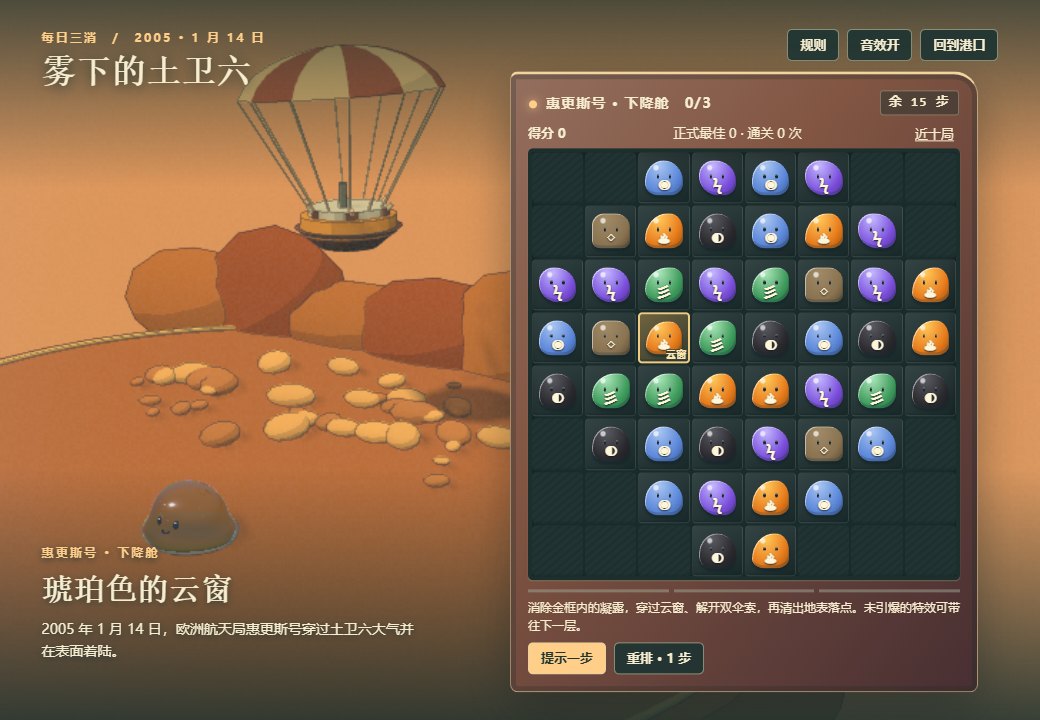 每日三消 / 2005・1 月 14 日
雾下的土卫六
规则
音效开
回到港口
惠更斯号・下降舱 0/3
余 15 步
得分 0
正式最佳 0 · 通关 0 次
近十局
云窗
惠更斯号・下降舱
琥珀色的云窗
2005 年 1 月 14 日，欧洲航天局惠更斯号穿过土卫六大气并
在表面着陆。
消除金框内的凝露，穿过云窗、解开双伞索，再清出地表落点。未引爆的特效可带
往下一层。
提示一步
重排・1 步